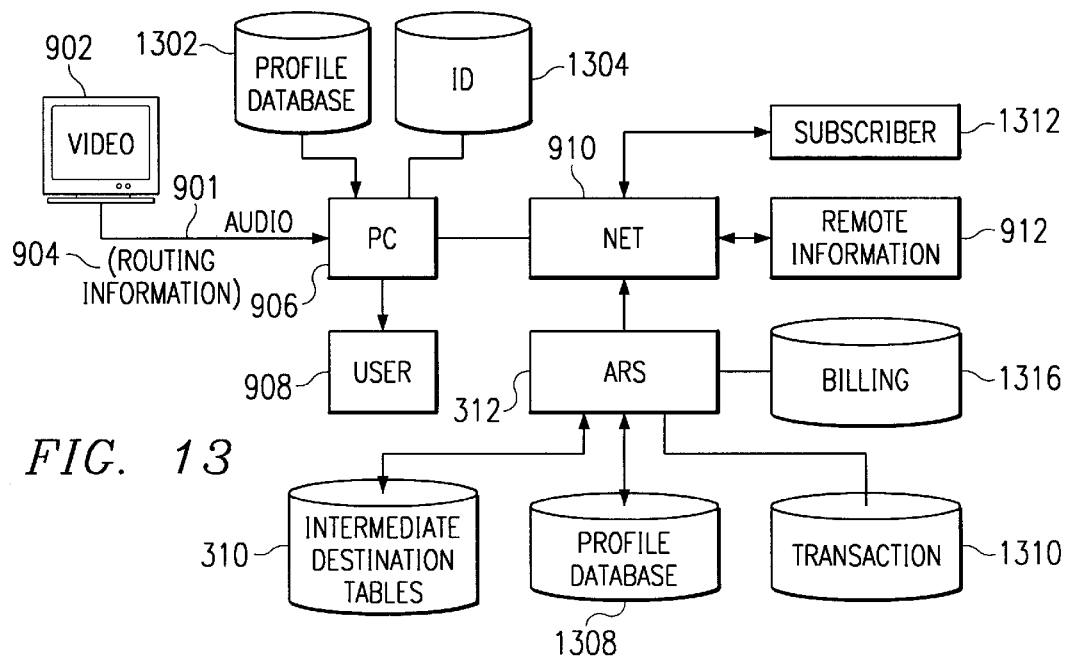 1302
902
PROFILE
DATABASE
ID
1304
VIDEO
910
SUBSCRIBER
1312
901
AUDIO
904
(ROUTING
INFORMATION)
PC
906
NET
REMOTE
INFORMATION
912
908
USER
312
ARS
BILLING
1316
FIG. 13
310
INTERMEDIATE
DESTINATION
TABLES
PROFILE
DATABASE
1308
TRANSACTION
1310